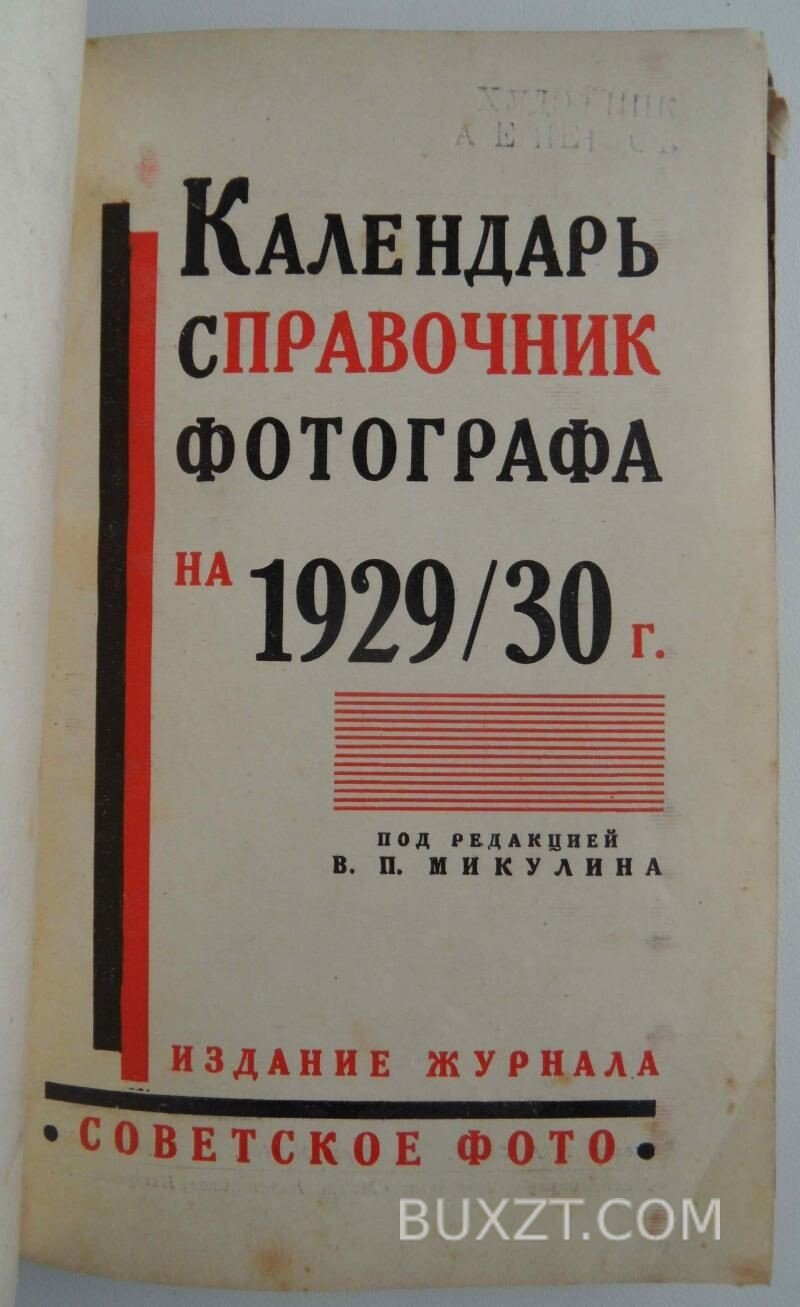 Календарь
справочник
фотографа
на 1929/30 г.
ПОД РЕДАКЦИЕЙ
В. П. МИКУЛИНА
ИЗДАНИЕ ЖУРНАЛА
• СОВЕТСКОЕ ФОТО •
BUXZT.COM